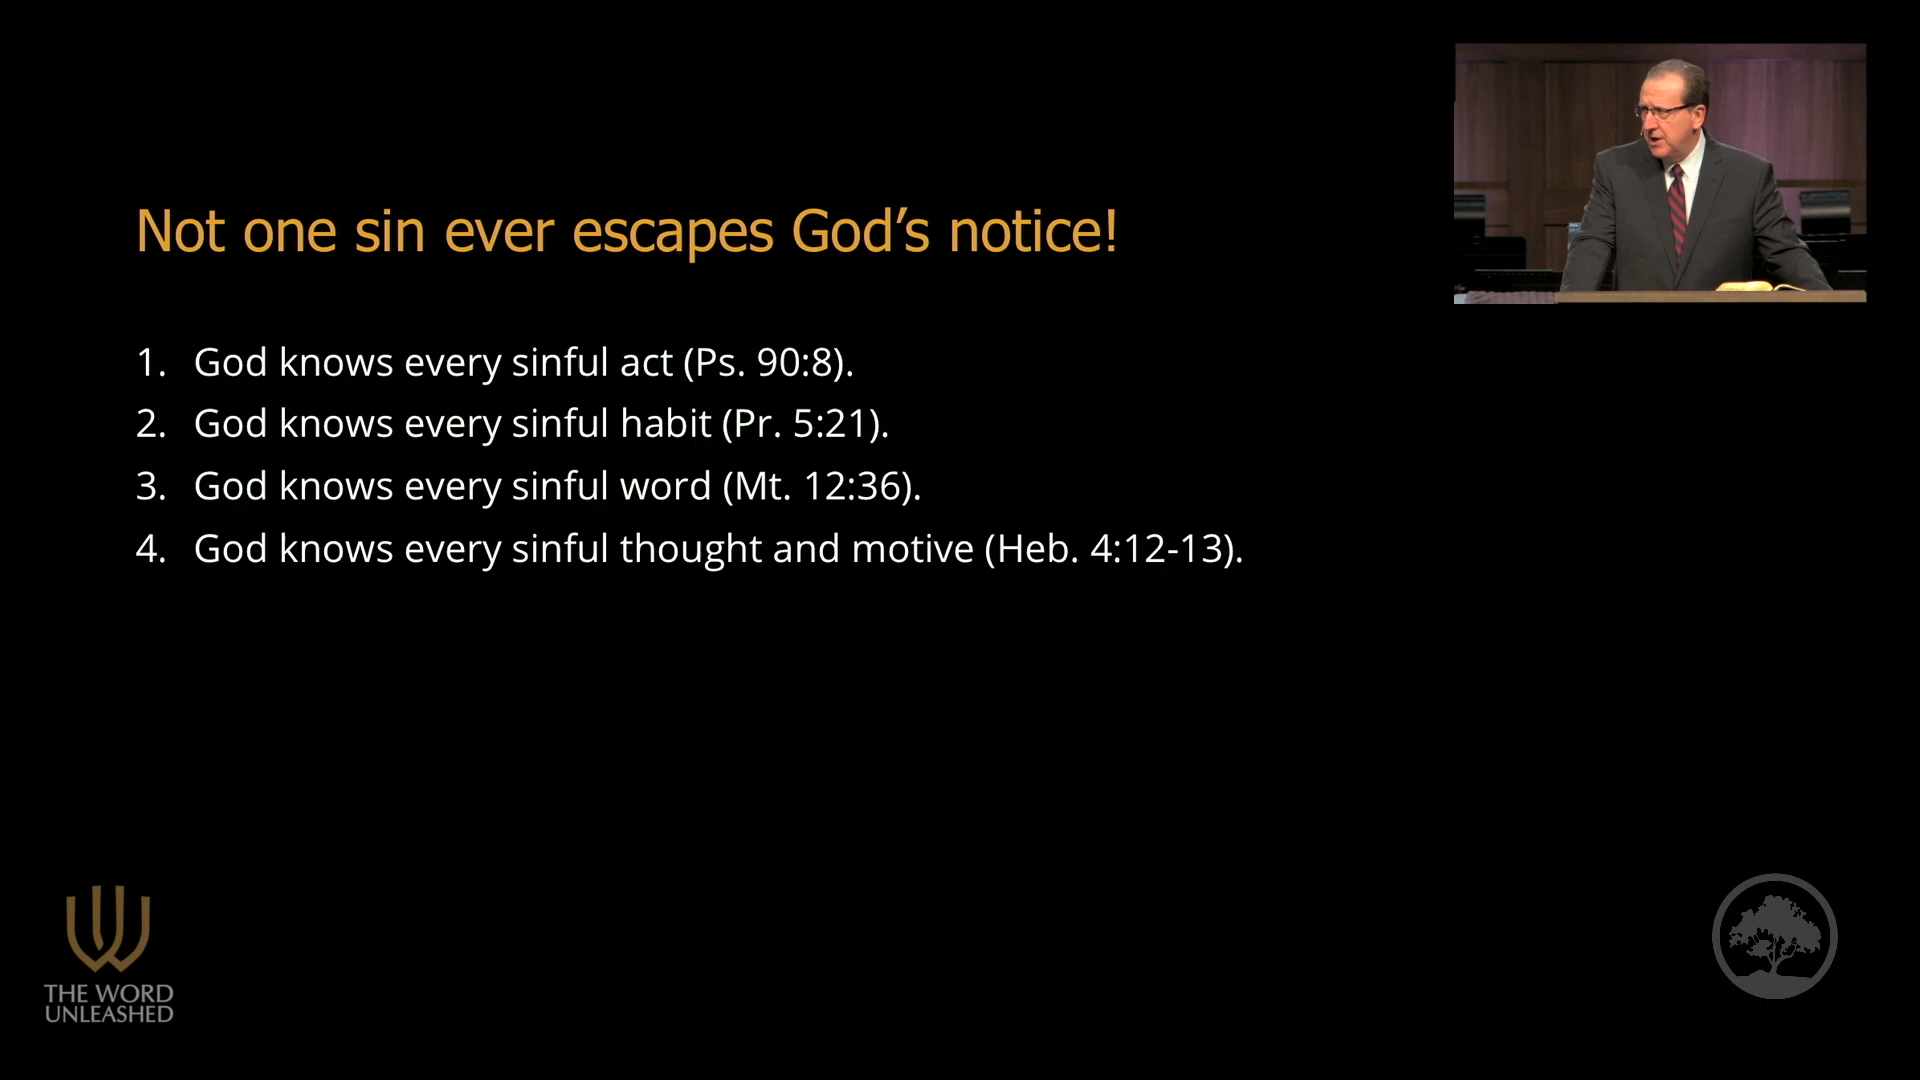 Not one sin ever escapes God’s notice!
1. God knows every sinful act (Ps. 90:8).
2. God knows every sinful habit (Pr. 5:21).
3. God knows every sinful word (Mt. 12:36).
4. God knows every sinful thought and motive (Heb. 4:12-13).
THE WORD
UNLEASHED